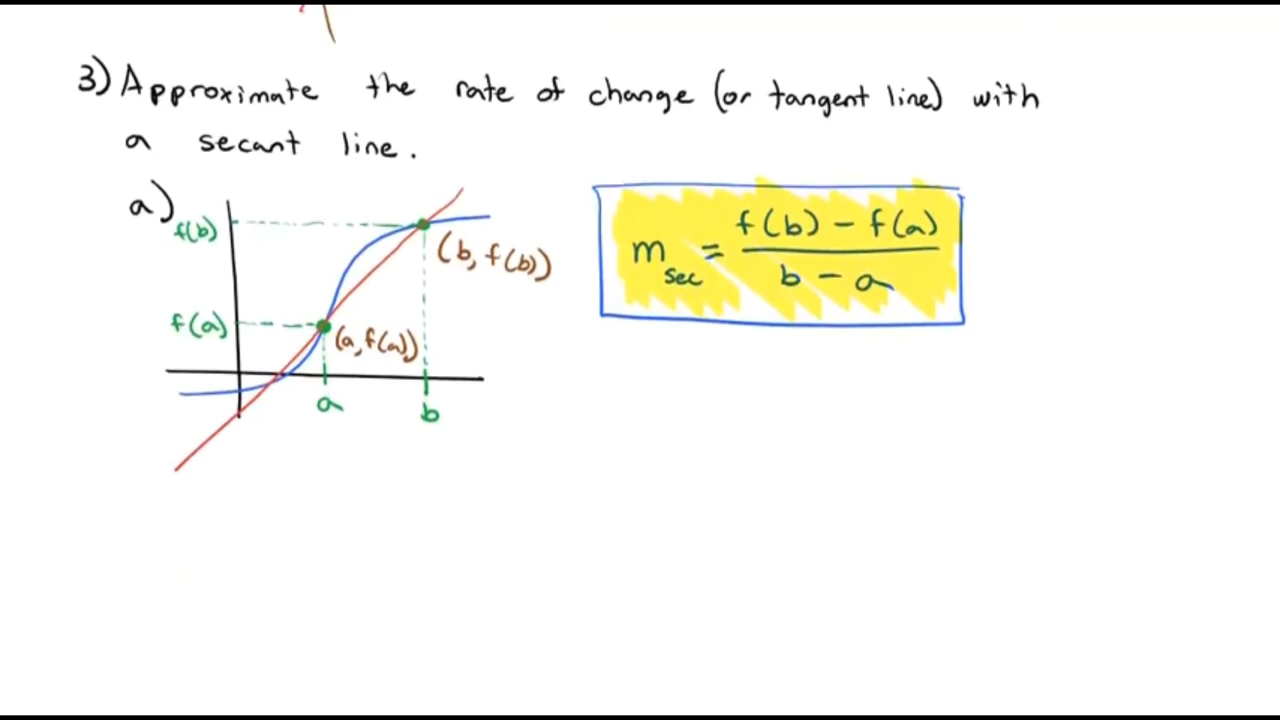 3) Approximate the rate of change (or tangent line) with
a secant line.
a)
f(b)
(b, f(b))
f(a)
(a, f(a))
a
b
m_sec = (f(b) - f(a)) / (b - a)